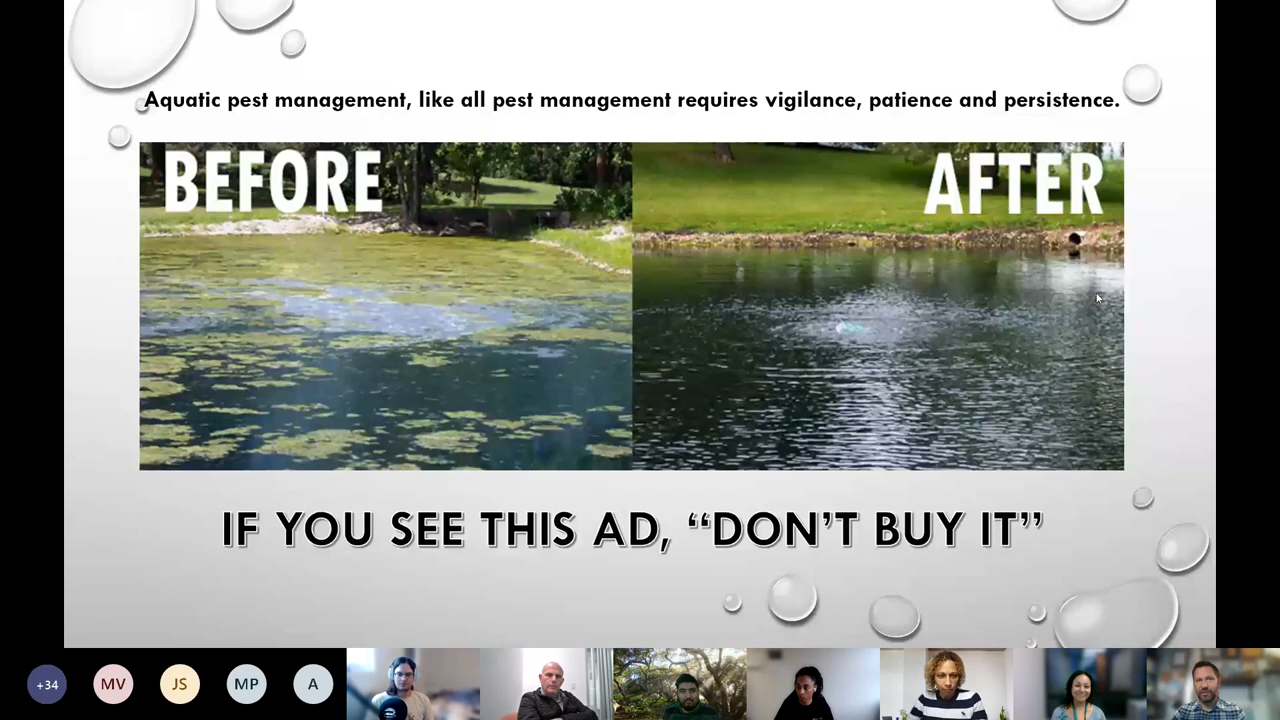 Aquatic pest management, like all pest management requires vigilance, patience and persistence.
BEFORE
AFTER
IF YOU SEE THIS AD, “DON’T BUY IT”
+34
MV
JS
MP
A